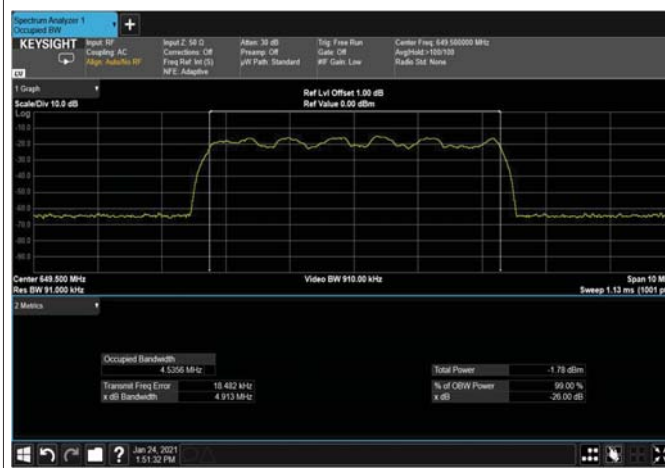 Spectrum Analyzer 1
Occupied BW
KEYSIGHT
Input: RF
Coupling: AC
Align: Auto/No RF
Input Z: 50 Ω
Corrections: Off
Freq Ref: Int (S)
NFE: Adaptive
Atten: 30 dB
Preamp: Off
µW Path: Standard
Trig: Free Run
Gate: Off
#IF Gain: Low
Center Freq: 649.500000 MHz
Avg|Hold:>100/100
Radio Std: None
1 Graph
Scale/Div 10.0 dB
Ref Lvl Offset 1.00 dB
Ref Value 0.00 dBm
Log
-10.0
-20.0
-30.0
-40.0
-50.0
-60.0
-70.0
-80.0
-90.0
Center 649.500 MHz
Res BW 91.000 kHz
Video BW 910.00 kHz
Span 10 M
Sweep 1.13 ms (1001 p
2 Metrics
Occupied Bandwidth
4.5356 MHz
Transmit Freq Error 18.482 kHz
x dB Bandwidth 4.913 MHz
Total Power -1.78 dBm
% of OBW Power 99.00 %
x dB -26.00 dB
?
Jan 24, 2021
1:51:32 PM